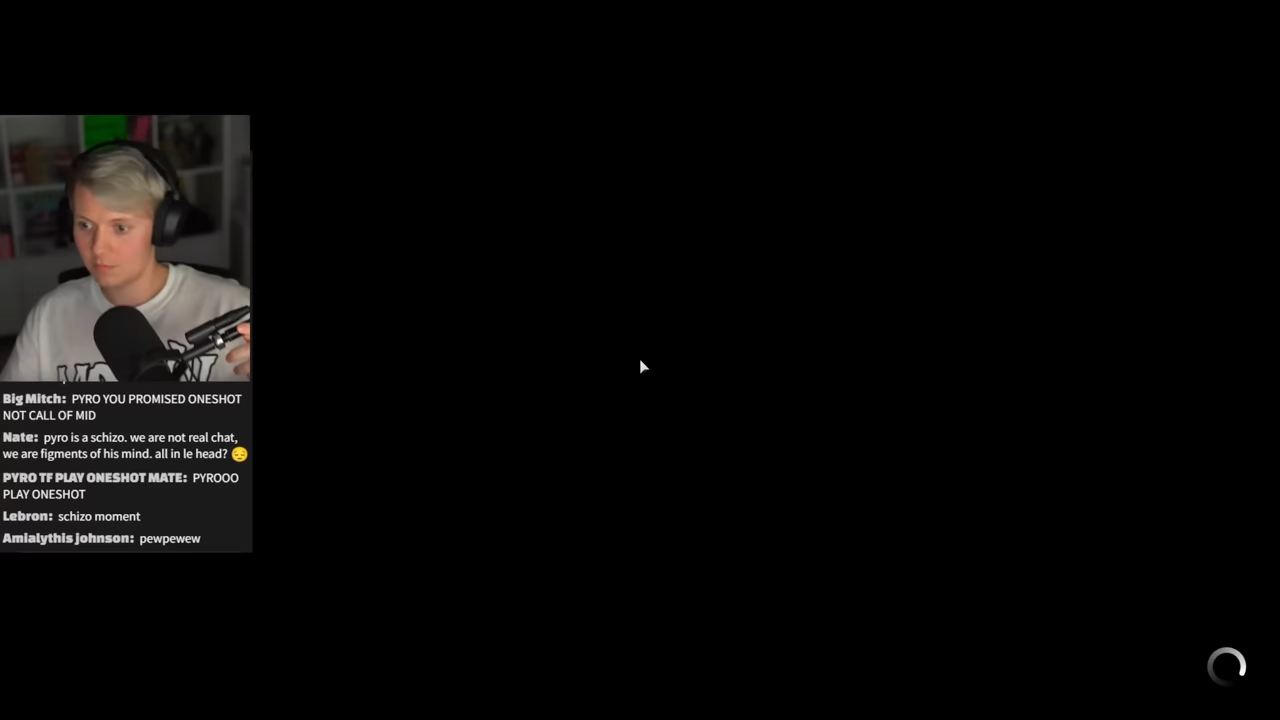 Big Mitch: PYRO YOU PROMISED ONESHOT
NOT CALL OF MID
Nate: pyro is a schizo. we are not real chat,
we are figments of his mind. all in le head? 😔
PYRO TF PLAY ONESHOT MATE: PYROOO
PLAY ONESHOT
Lebron: schizo moment
Amialythis johnson: pewpewew